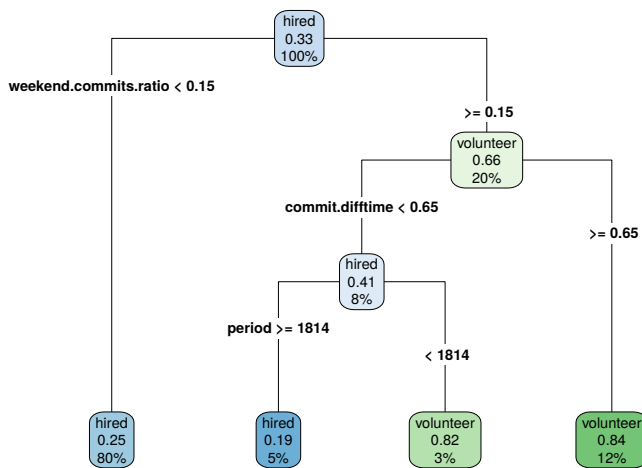 hired
0.33
100%
weekend.commits.ratio < 0.15
>= 0.15
volunteer
0.66
20%
commit.difftime < 0.65
>= 0.65
hired
0.41
8%
period >= 1814
< 1814
hired
0.25
80%
hired
0.19
5%
volunteer
0.82
3%
volunteer
0.84
12%